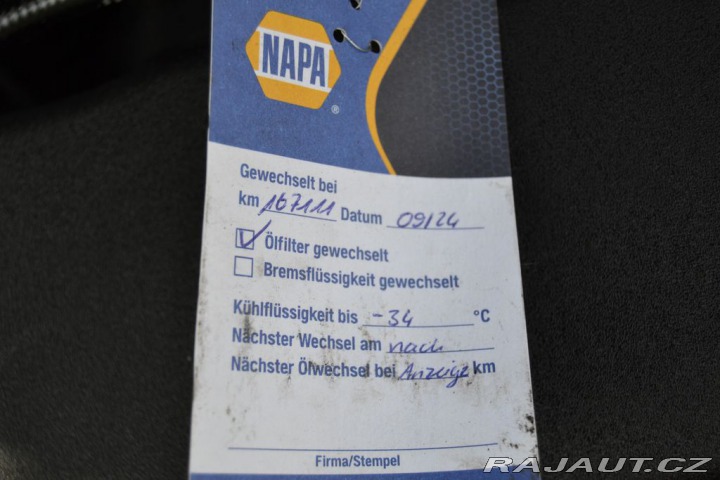 NAPA
®
Gewechselt bei
km 167111 Datum 09/24
Ölfilter gewechselt
Bremsflüssigkeit gewechselt
Kühlflüssigkeit bis -34 °C
Nächster Wechsel am nach
Nächster Ölwechsel bei Anzeige km
Firma/Stempel
RAJAUT.CZ